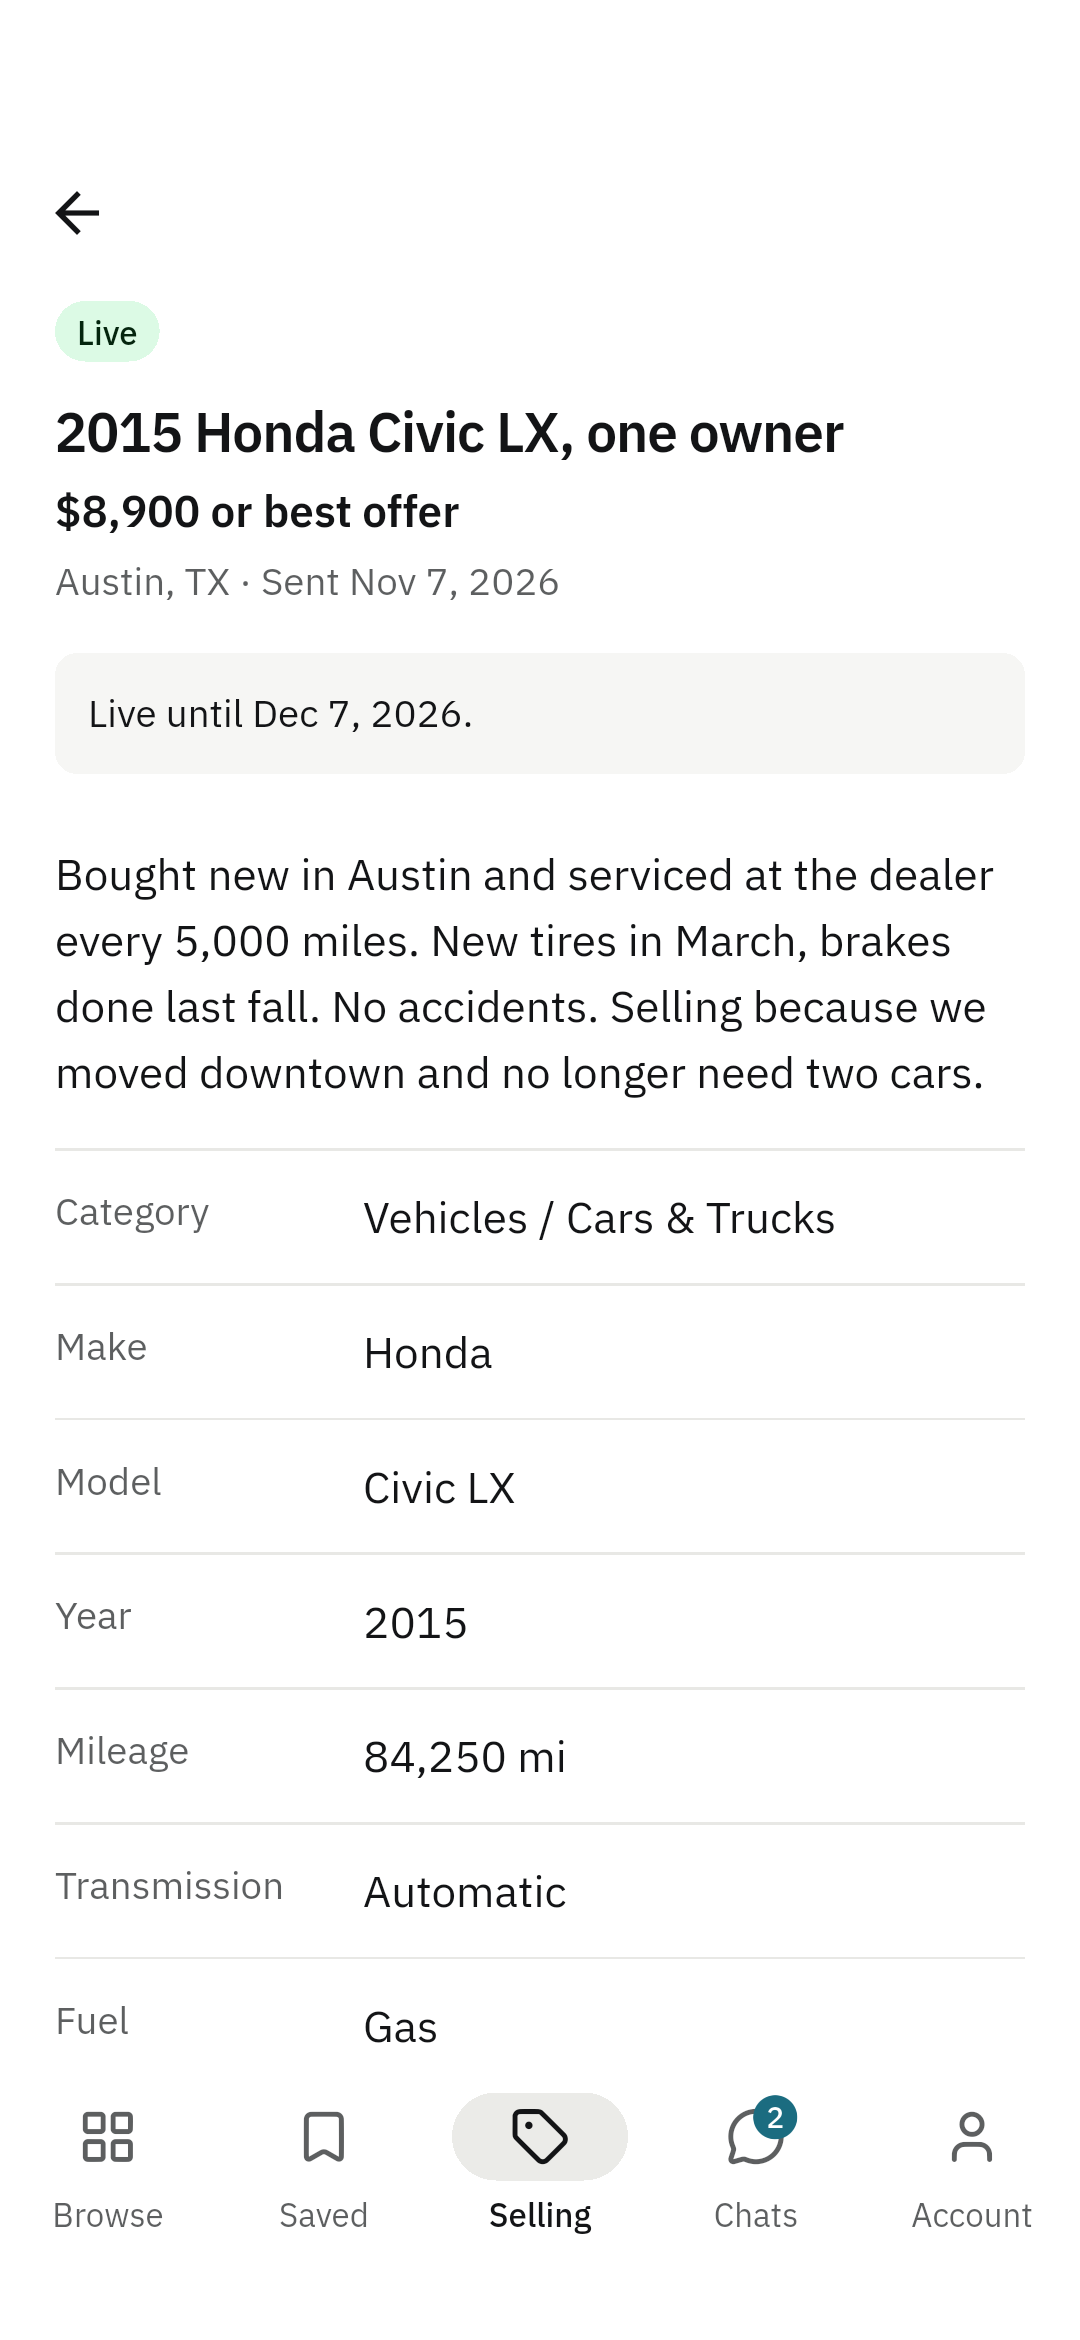 Live
2015 Honda Civic LX, one owner
$8,900 or best offer
Austin, TX · Sent Nov 7, 2026
Live until Dec 7, 2026.
Bought new in Austin and serviced at the dealer
every 5,000 miles. New tires in March, brakes
done last fall. No accidents. Selling because we
moved downtown and no longer need two cars.
Category Vehicles / Cars & Trucks
Make Honda
Model Civic LX
Year 2015
Mileage 84,250 mi
Transmission Automatic
Fuel Gas
2
Browse Saved Selling Chats Account